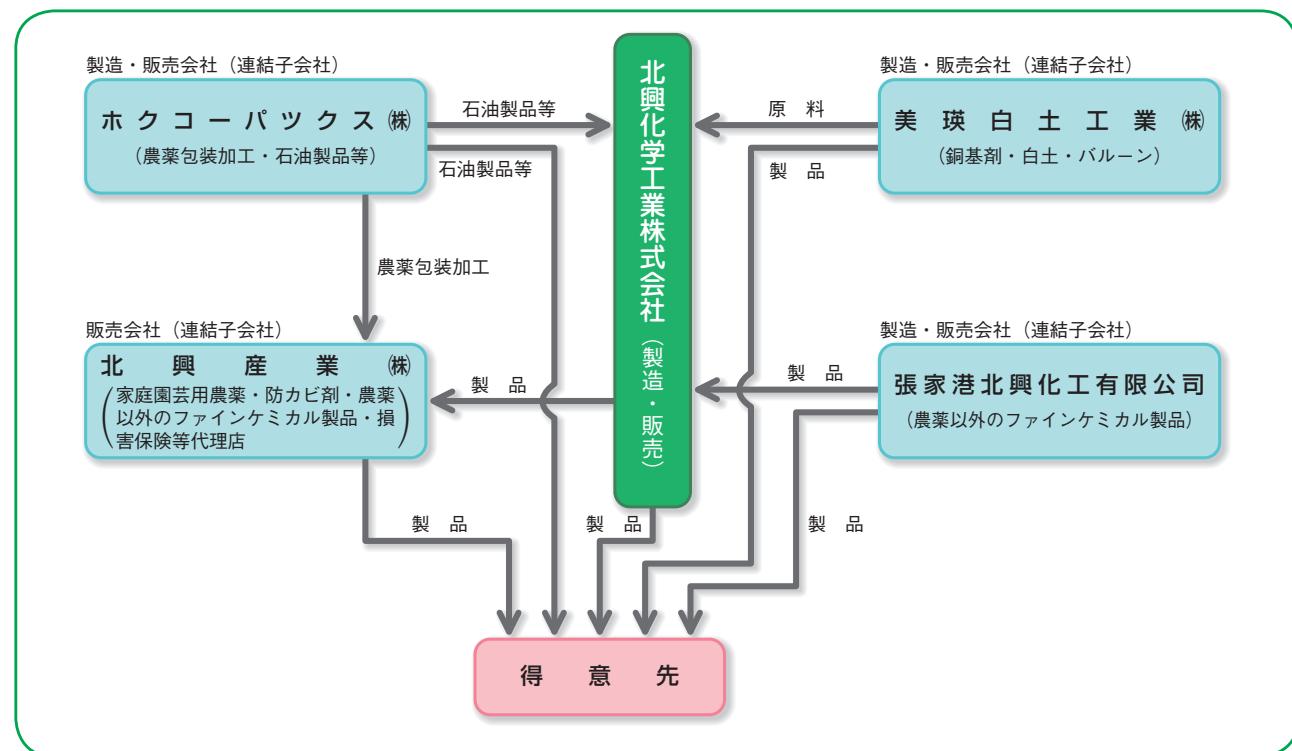 製造・販売会社（連結子会社）
ホクコーパックス㈱
（農薬包装加工・石油製品等）
石油製品等
石油製品等
農薬包装加工
販売会社（連結子会社）
北興産業㈱
（家庭園芸用農薬・防カビ剤・農薬
以外のファインケミカル製品・損
害保険等代理店）
製品
北興化学工業株式会社（製造・販売）
製造・販売会社（連結子会社）
美瑛白土工業㈱
（銅基剤・白土・バルーン）
原料
製品
製造・販売会社（連結子会社）
張家港北興化工有限公司
（農薬以外のファインケミカル製品）
製品
製品
製品
製品
得意先